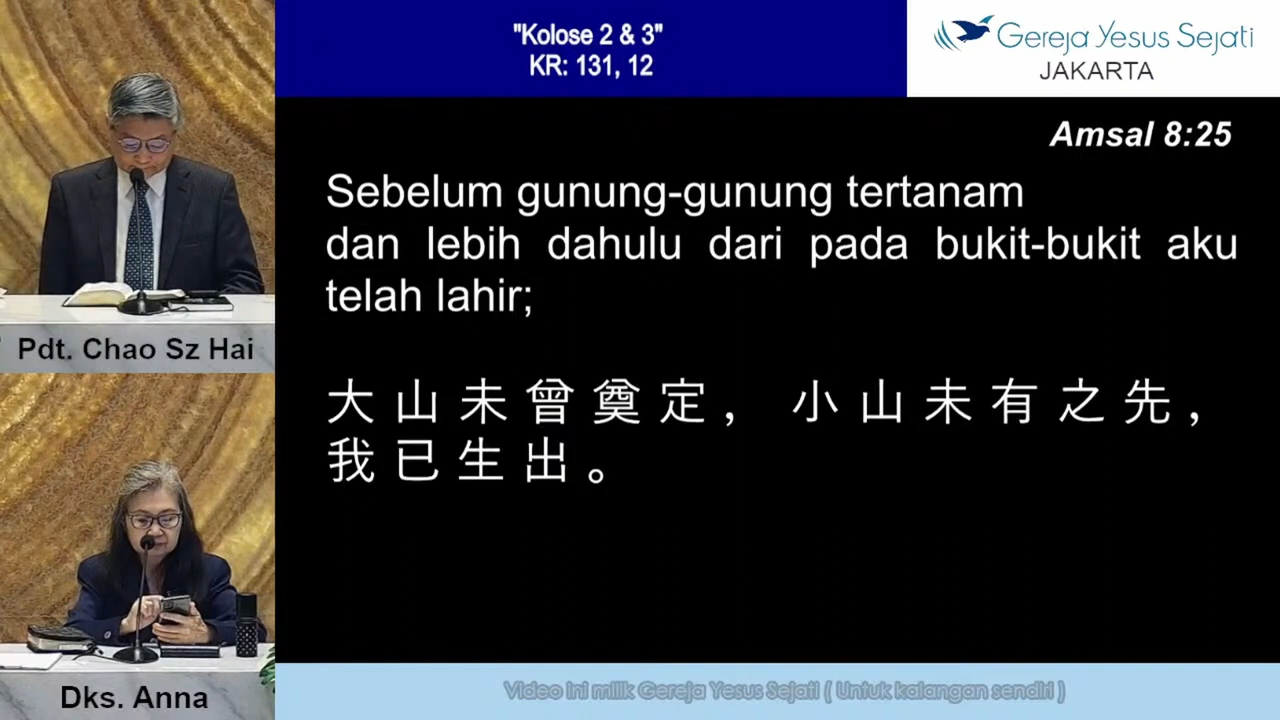 "Kolose 2 & 3"
KR: 131, 12
Gereja Yesus Sejati
JAKARTA
Amsal 8:25
Sebelum gunung-gunung tertanam
dan lebih dahulu dari pada bukit-bukit aku
telah lahir;
大山未曾奠定，小山未有之先，
我已生出。
Pdt. Chao Sz Hai
Dks. Anna
Video ini milik Gereja Yesus Sejati ( Untuk kalangan sendiri )